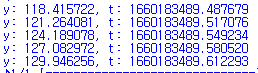 y: 118.415722, t: 1660183489.487679
y: 121.264081, t: 1660183489.517076
y: 124.189078, t: 1660183489.549234
y: 127.082972, t: 1660183489.580520
y: 129.946256, t: 1660183489.612293